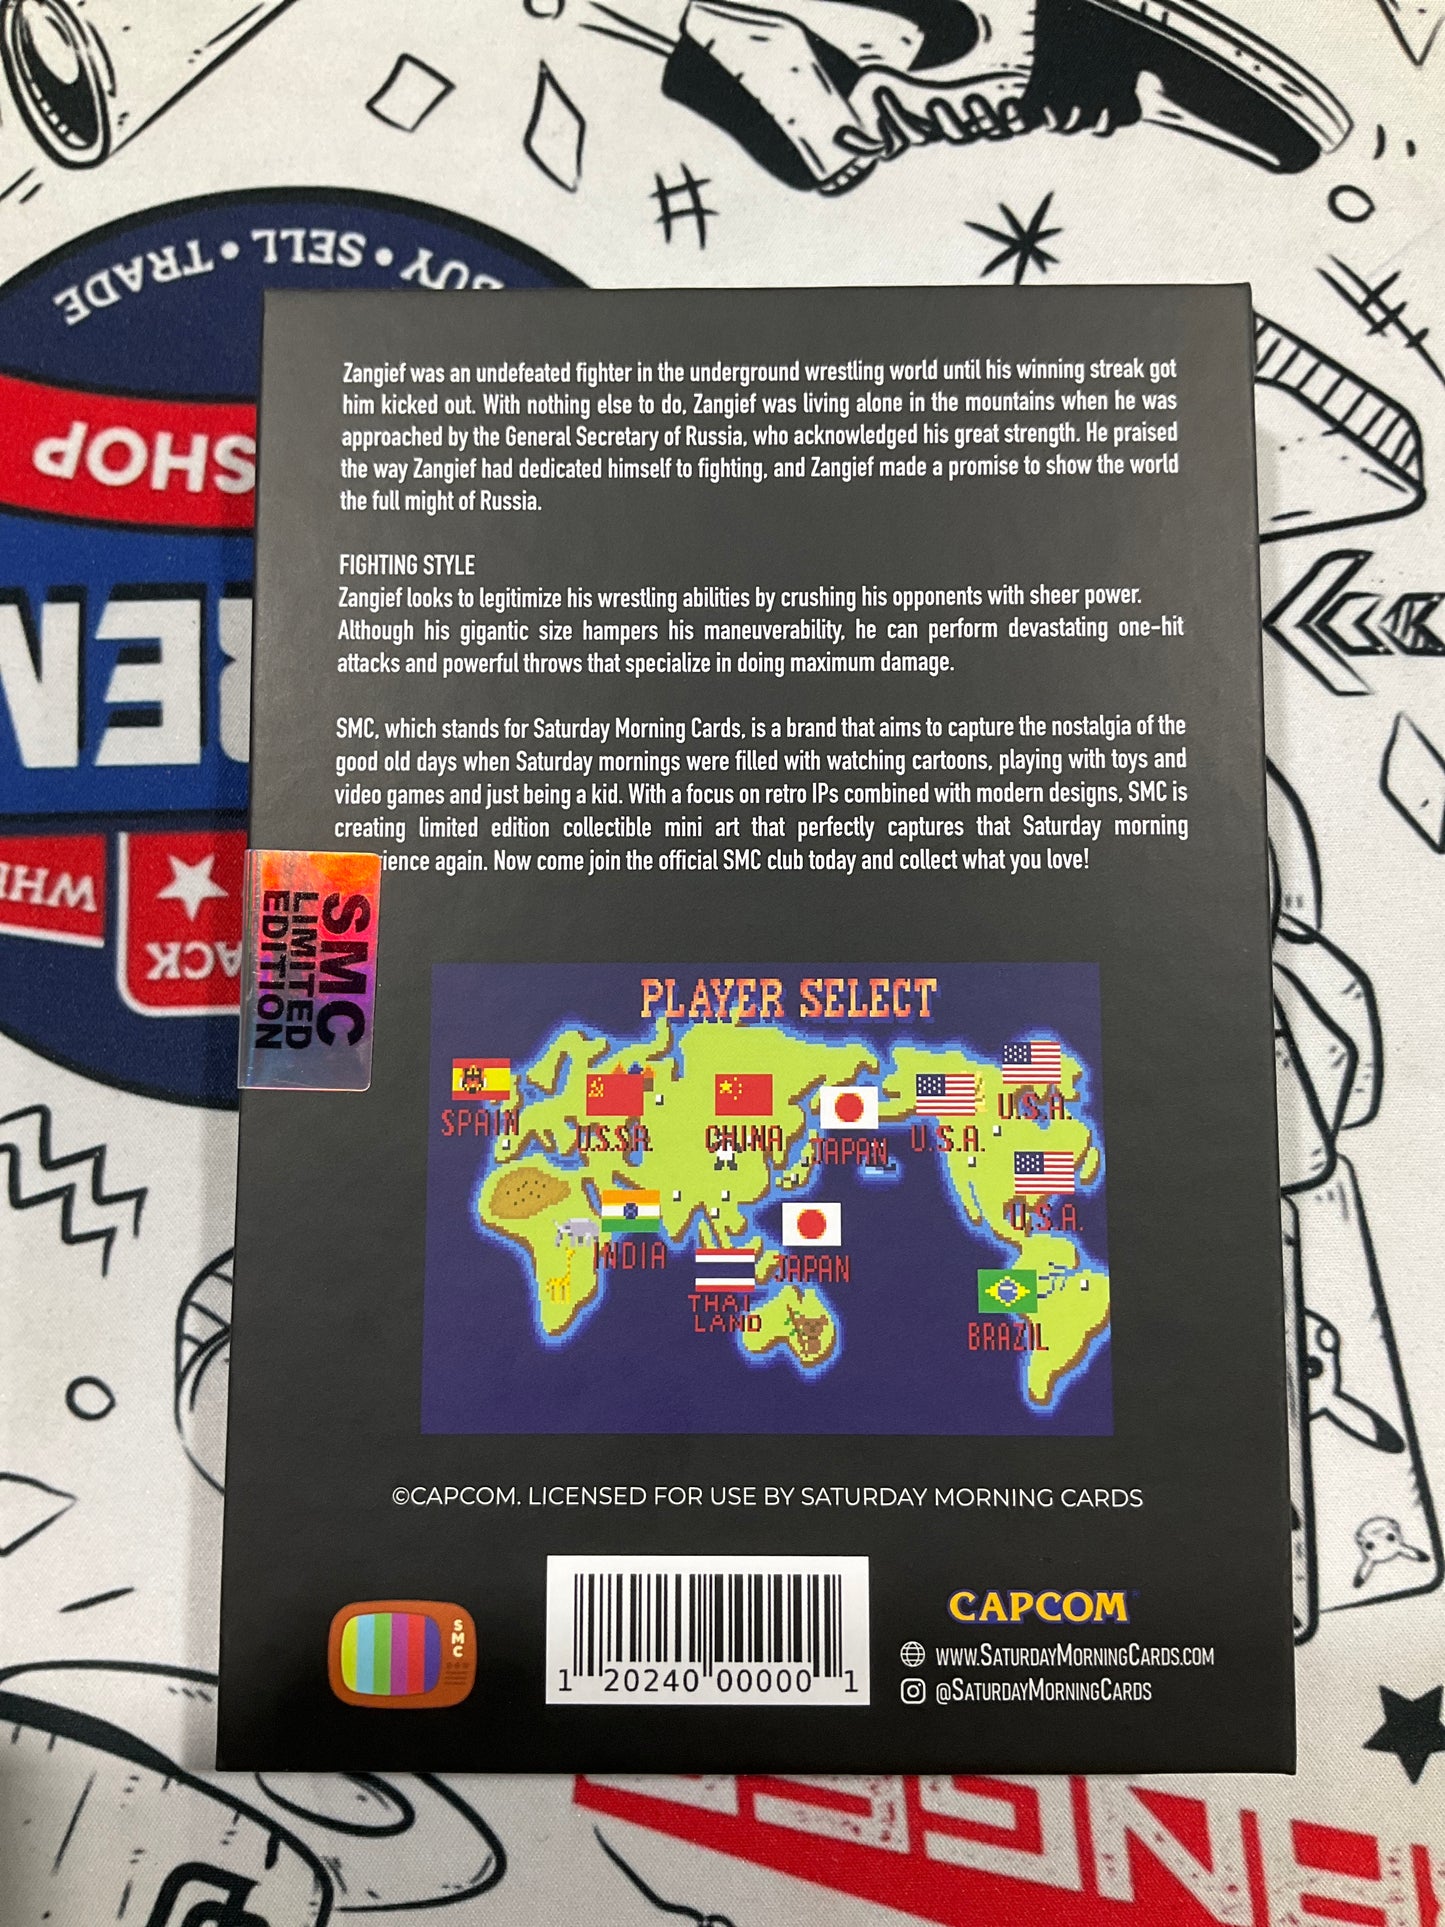 BUY • SELL • TRADE
SHOP
Zangief was an undefeated fighter in the underground wrestling world until his winning streak got
him kicked out. With nothing else to do, Zangief was living alone in the mountains when he was
approached by the General Secretary of Russia, who acknowledged his great strength. He praised
the way Zangief had dedicated himself to fighting, and Zangief made a promise to show the world
the full might of Russia.
FIGHTING STYLE
Zangief looks to legitimize his wrestling abilities by crushing his opponents with sheer power.
Although his gigantic size hampers his maneuverability, he can perform devastating one-hit
attacks and powerful throws that specialize in doing maximum damage.
SMC, which stands for Saturday Morning Cards, is a brand that aims to capture the nostalgia of the
good old days when Saturday mornings were filled with watching cartoons, playing with toys and
video games and just being a kid. With a focus on retro IPs combined with modern designs, SMC is
creating limited edition collectible mini art that perfectly captures that Saturday morning
ience again. Now come join the official SMC club today and collect what you love!
SMC
LIMITED
EDITION
PLAYER SELECT
SPAIN
U.S.S.R.
CHINA
JAPAN
U.S.A.
U.S.A.
U.S.A.
INDIA
THAI
LAND
JAPAN
BRAZIL
©CAPCOM. LICENSED FOR USE BY SATURDAY MORNING CARDS
SMC
1 20240 00000 1
CAPCOM
WWW.SATURDAYMORNINGCARDS.COM
@SATURDAYMORNINGCARDS